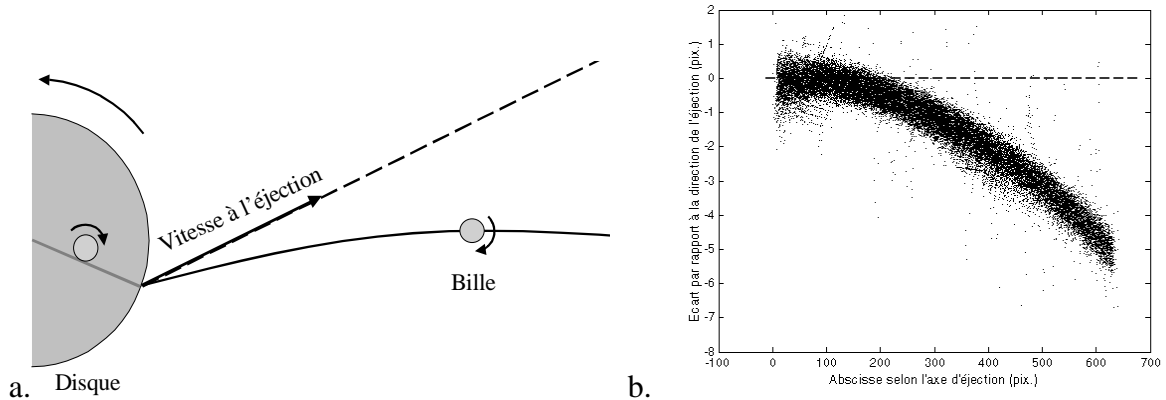 Vitesse à l'éjection
Bille
Disque
a.
b.
Ecart par rapport à la direction de l'éjection (pix.)
2
1
0
-1
-2
-3
-4
-5
-6
-7
-8
-100
0
100
200
300
400
500
600
700
Abscisse selon l'axe d'éjection (pix.)